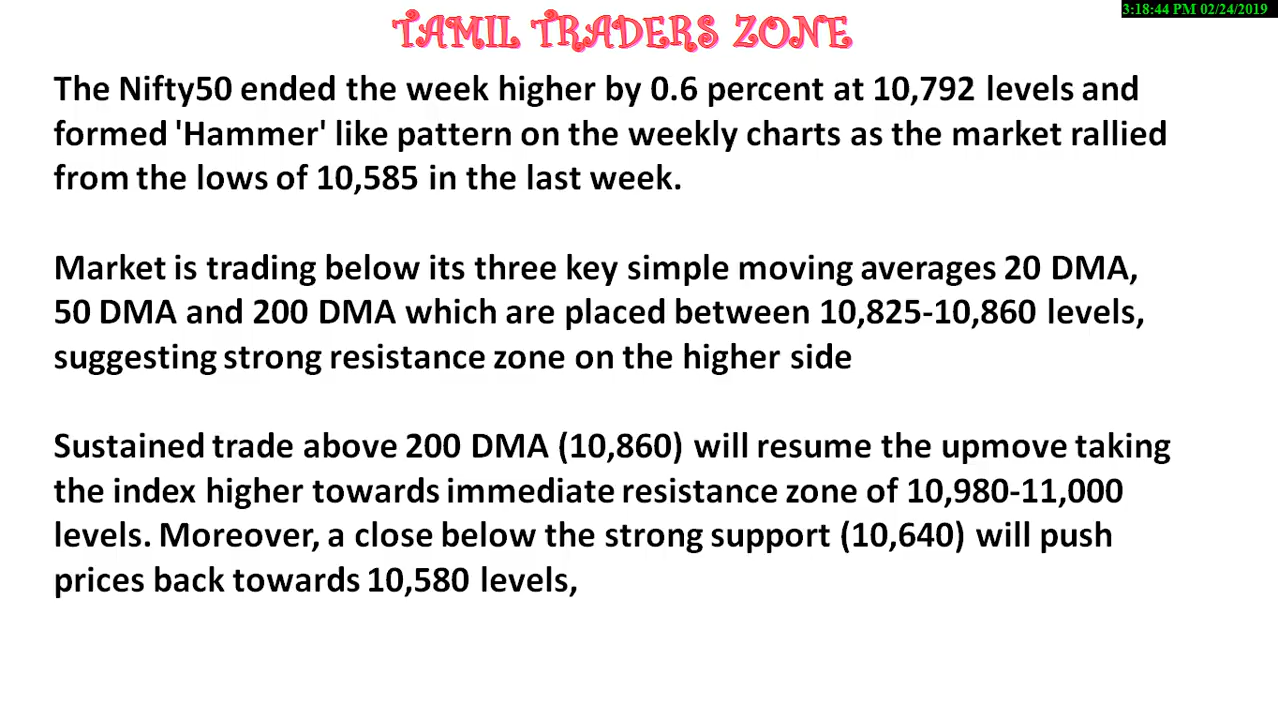 3:18:44 PM 02/24/2019
TAMIL TRADERS ZONE
The Nifty50 ended the week higher by 0.6 percent at 10,792 levels and
formed 'Hammer' like pattern on the weekly charts as the market rallied
from the lows of 10,585 in the last week.
Market is trading below its three key simple moving averages 20 DMA,
50 DMA and 200 DMA which are placed between 10,825-10,860 levels,
suggesting strong resistance zone on the higher side
Sustained trade above 200 DMA (10,860) will resume the upmove taking
the index higher towards immediate resistance zone of 10,980-11,000
levels. Moreover, a close below the strong support (10,640) will push
prices back towards 10,580 levels,